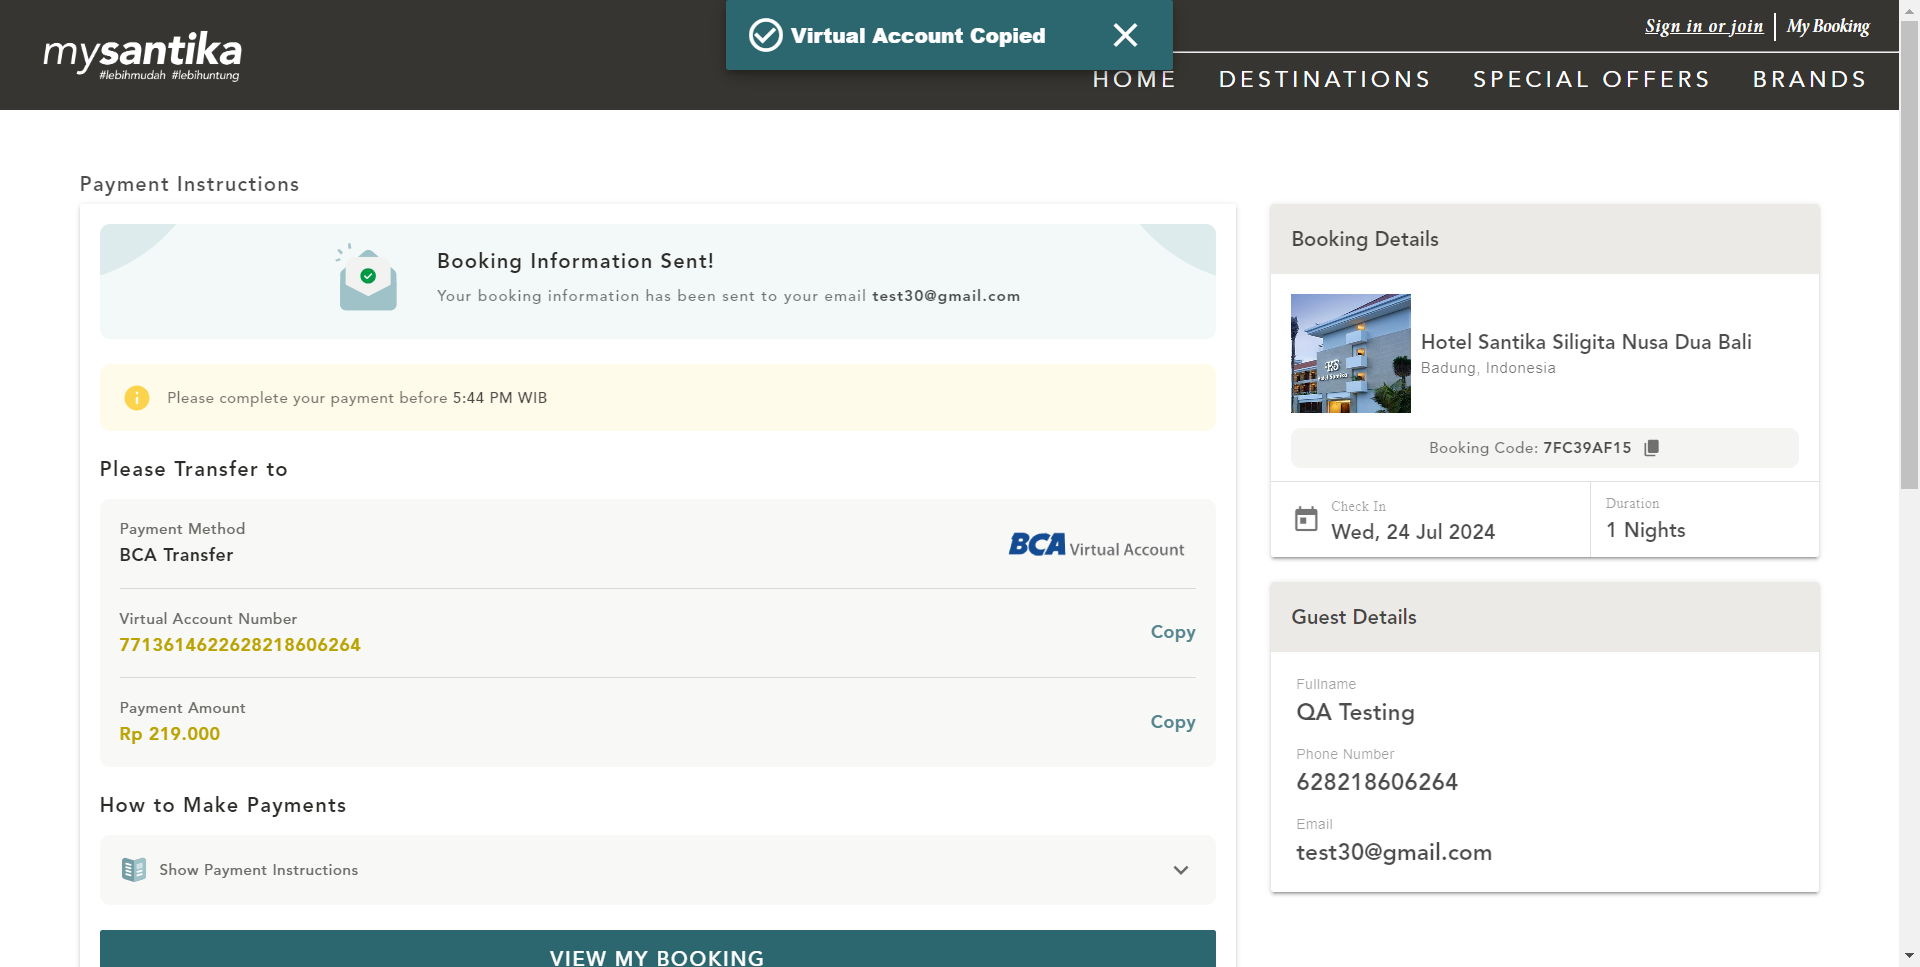 mysantika
#lebihmudah #lebihuntung
Virtual Account Copied
Sign in or join
My Booking
HOME
DESTINATIONS
SPECIAL OFFERS
BRANDS
Payment Instructions
Booking Information Sent!
Your booking information has been sent to your email test30@gmail.com
Please complete your payment before 5:44 PM WIB
Please Transfer to
Payment Method
BCA Transfer
BCA Virtual Account
Virtual Account Number
7713614622628218606264
Copy
Payment Amount
Rp 219.000
Copy
How to Make Payments
Show Payment Instructions
VIEW MY BOOKING
Booking Details
Hotel Santika Siligita Nusa Dua Bali
Badung, Indonesia
Booking Code: 7FC39AF15
Check In
Wed, 24 Jul 2024
Duration
1 Nights
Guest Details
Fullname
QA Testing
Phone Number
628218606264
Email
test30@gmail.com